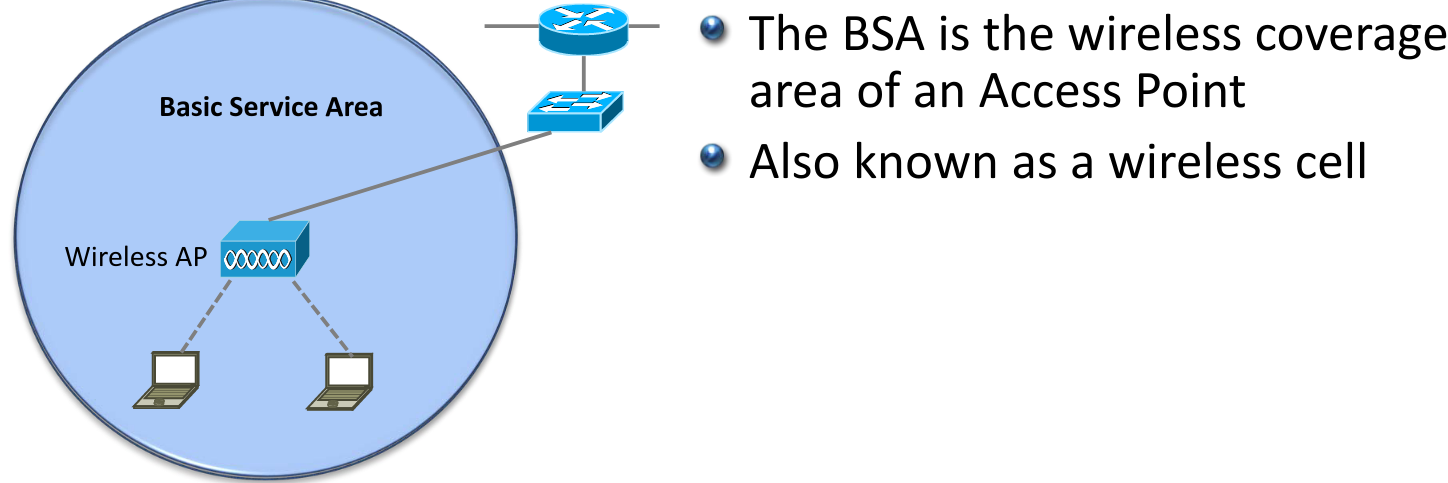 Basic Service Area
Wireless AP
The BSA is the wireless coverage
area of an Access Point
Also known as a wireless cell